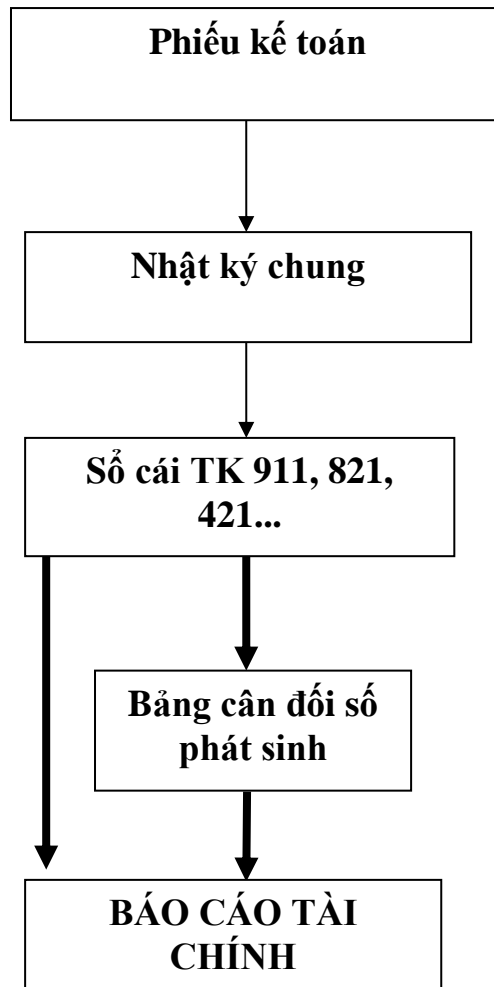 Phiếu kế toán
Nhật ký chung
Sổ cái TK 911, 821,
421...
Bảng cân đối số
phát sinh
BÁO CÁO TÀI
CHÍNH